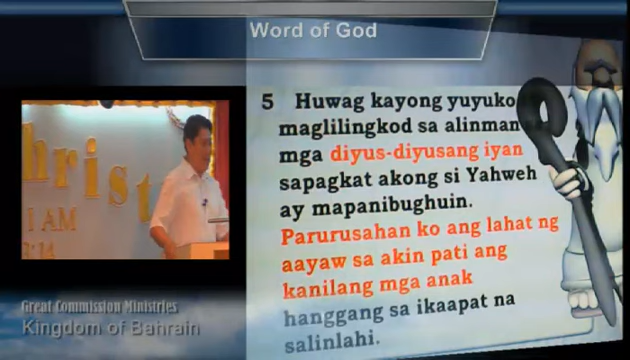 Word of God
hrist
I AM
5 Huwag kayong yuyuko
maglilingkod sa alinman
mga diyus-diyusang iyan
sapagkat akong si Yahweh
ay mapanibughuin.
Parurusahan ko ang lahat ng
aayaw sa akin pati ang
kanilang mga anak
hanggang sa ikaapat na
salinlahi.
Great Commission Ministries
Kingdom of Bahrain